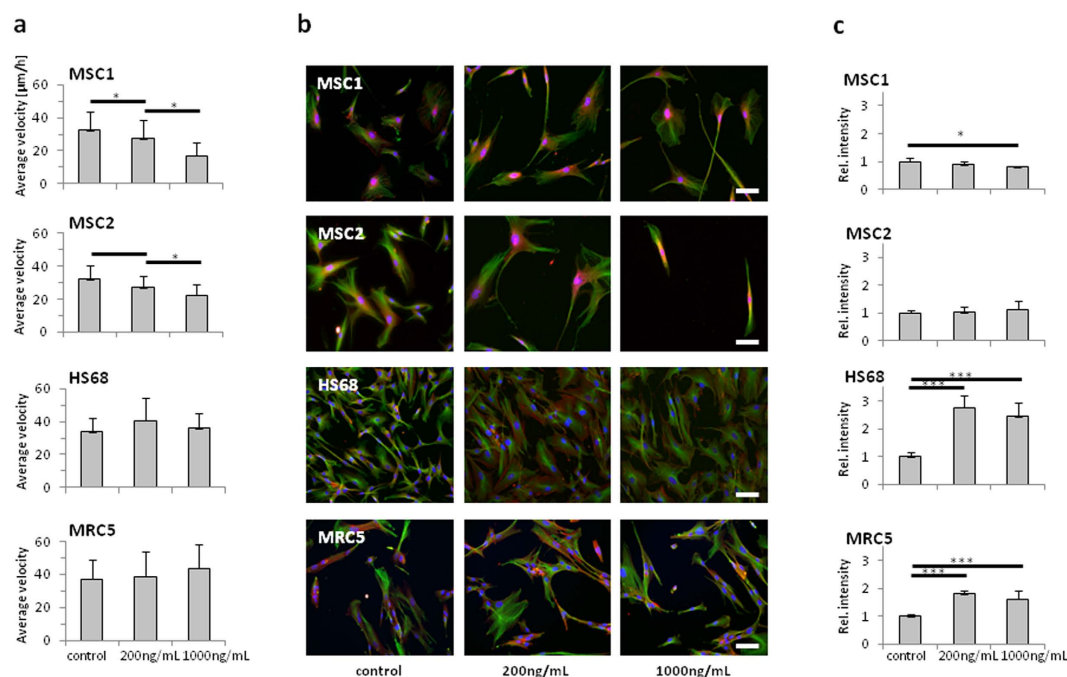 a
b
c
MSC1
Average velocity [µm/h]
60
40
20
0
*
*
MSC2
Average velocity
60
40
20
0
*
HS68
Average velocity
60
40
20
0
MRC5
Average velocity
60
40
20
0
control
200ng/mL
1000ng/mL
MSC1
MSC2
HS68
MRC5
control
200ng/mL
1000ng/mL
MSC1
Rel. intensity
3
2
1
0
*
MSC2
Rel. intensity
3
2
1
0
HS68
Rel. intensity
3
2
1
0
***
***
MRC5
Rel. intensity
3
2
1
0
***
***
control
200ng/mL
1000ng/mL